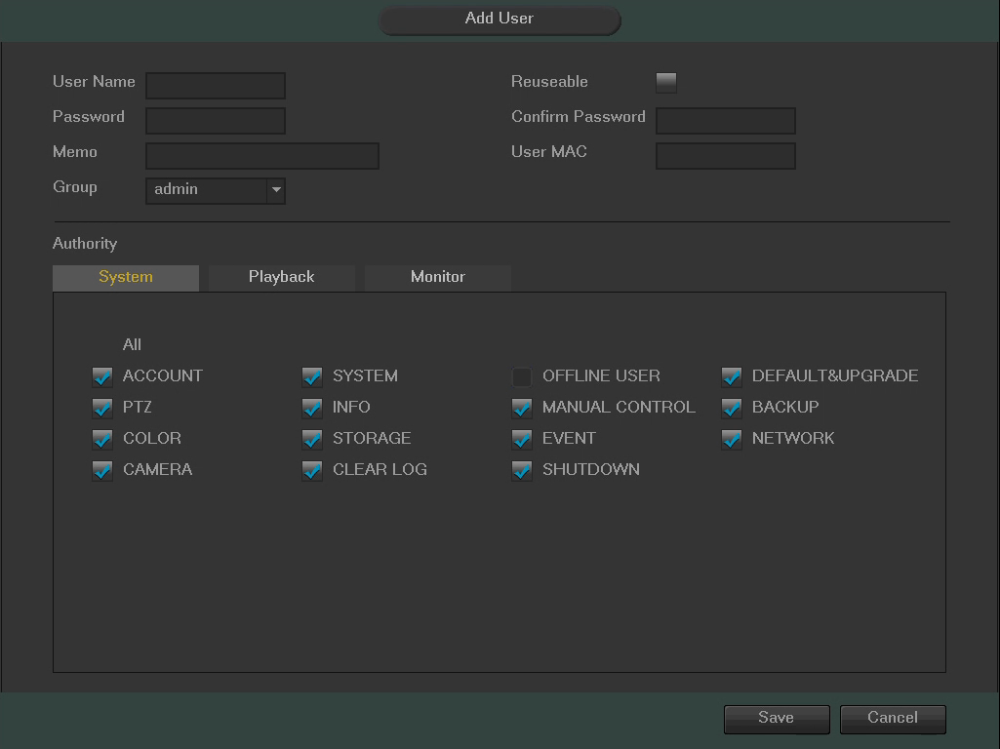 Add User
User Name
Reuseable
Password
Confirm Password
Memo
User MAC
Group admin
Authority
System Playback Monitor
All
ACCOUNT SYSTEM OFFLINE USER DEFAULT&UPGRADE
PTZ INFO MANUAL CONTROL BACKUP
COLOR STORAGE EVENT NETWORK
CAMERA CLEAR LOG SHUTDOWN
Save Cancel